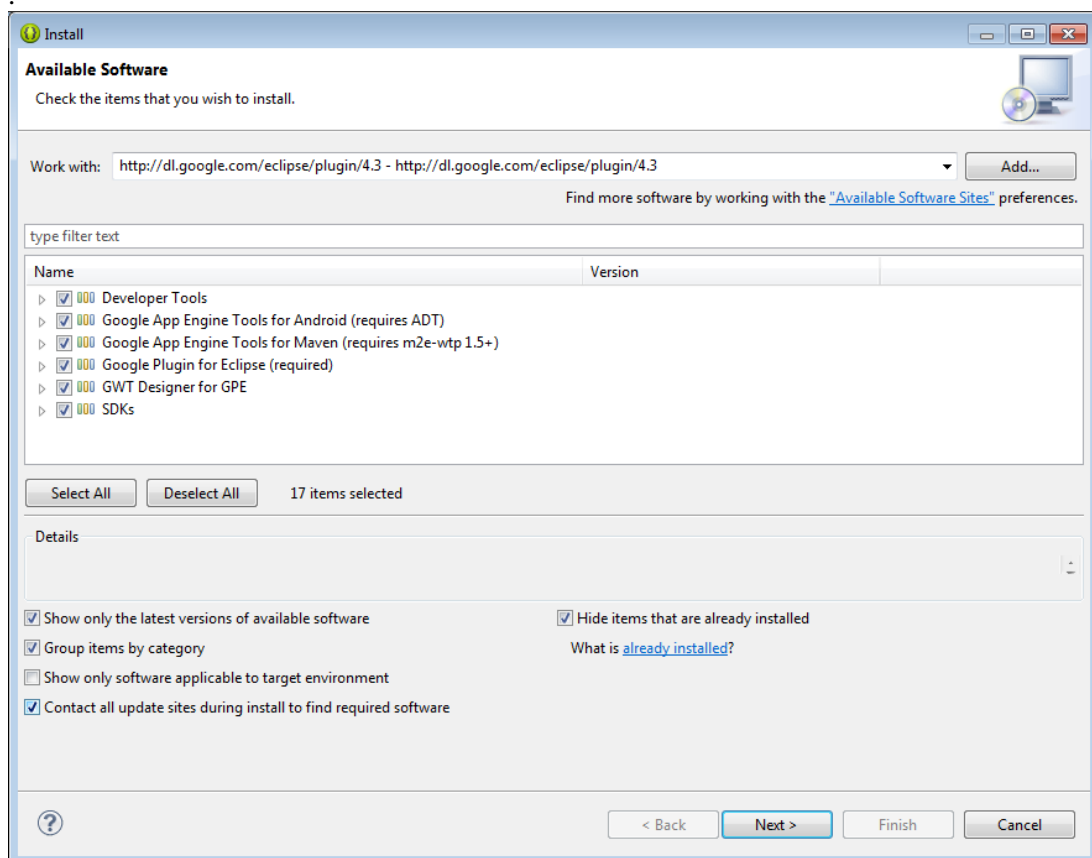 :
Install
Available Software
Check the items that you wish to install.
Work with: http://dl.google.com/eclipse/plugin/4.3 - http://dl.google.com/eclipse/plugin/4.3 Add...
Find more software by working with the "Available Software Sites" preferences.
type filter text
Name Version
Developer Tools
Google App Engine Tools for Android (requires ADT)
Google App Engine Tools for Maven (requires m2e-wtp 1.5+)
Google Plugin for Eclipse (required)
GWT Designer for GPE
SDKs
Select All Deselect All 17 items selected
Details
Show only the latest versions of available software Hide items that are already installed
Group items by category What is already installed?
Show only software applicable to target environment
Contact all update sites during install to find required software
? < Back Next > Finish Cancel